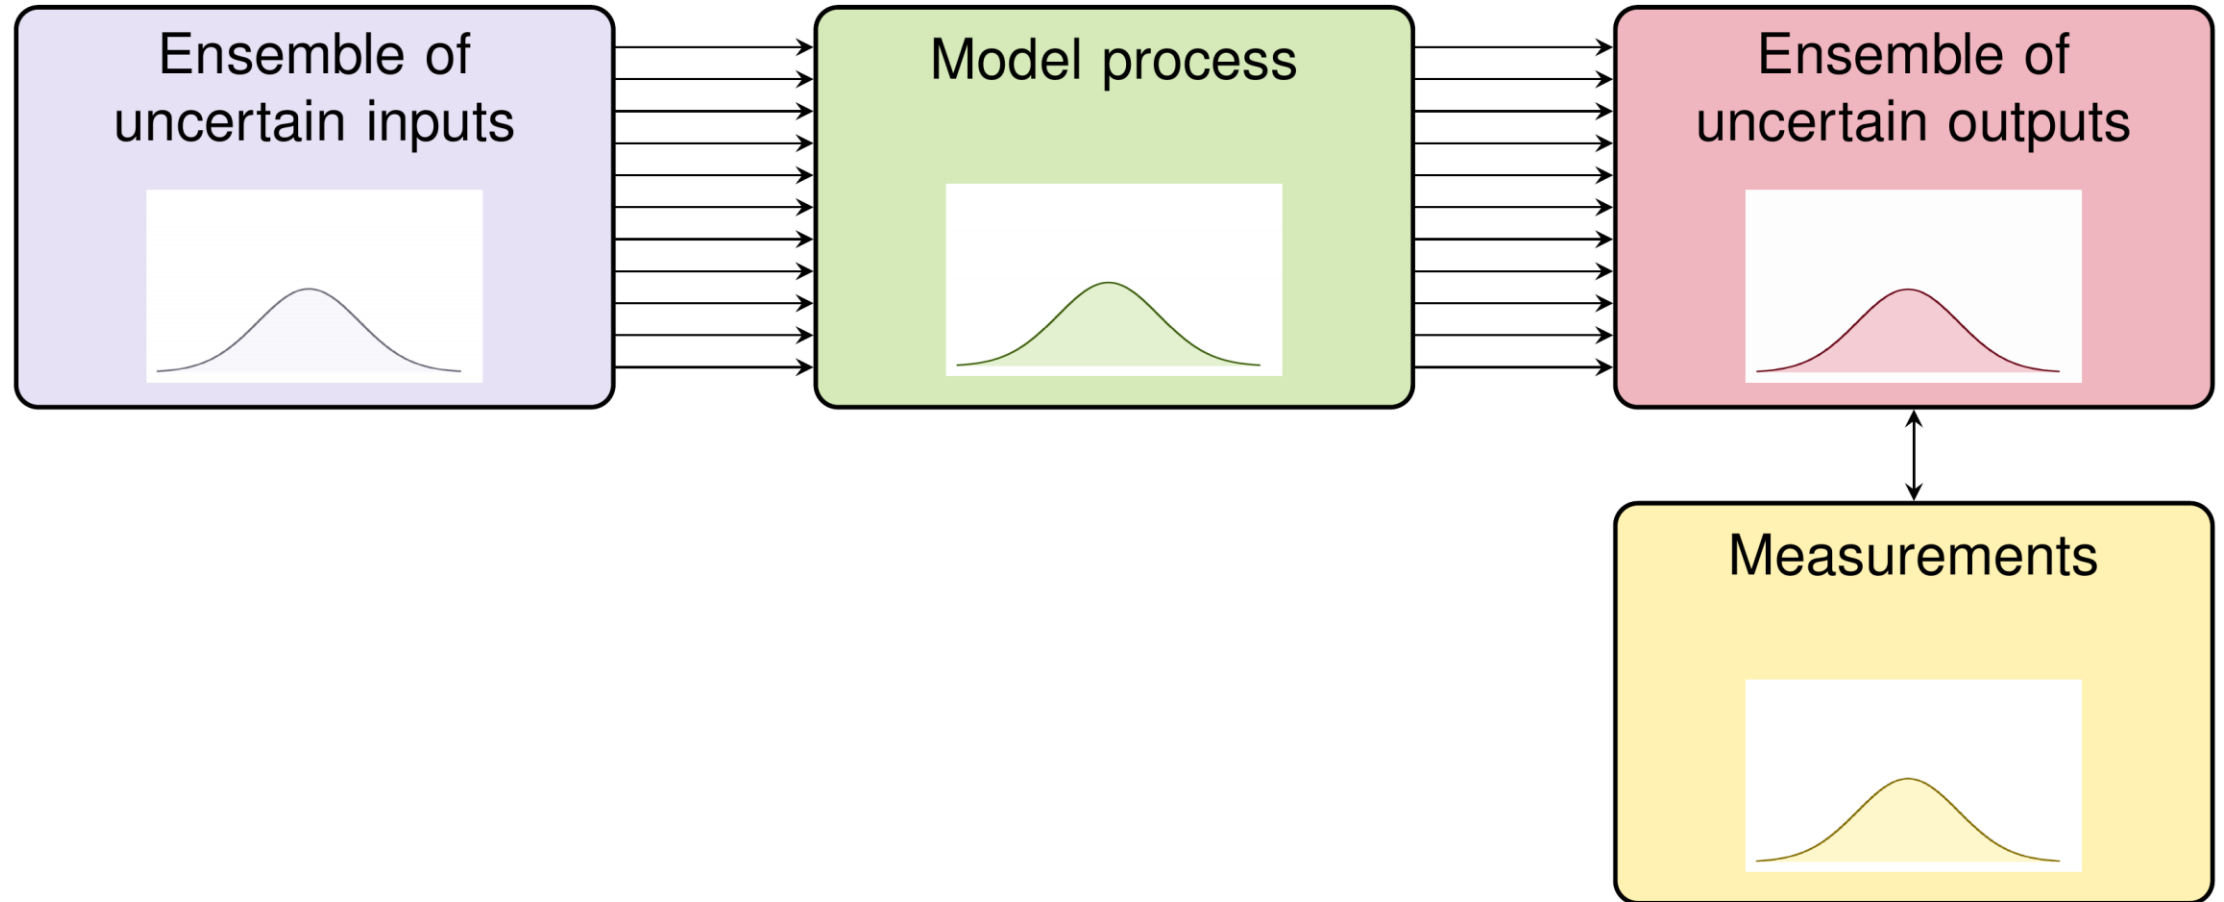 Ensemble of
uncertain inputs
Model process
Ensemble of
uncertain outputs
Measurements